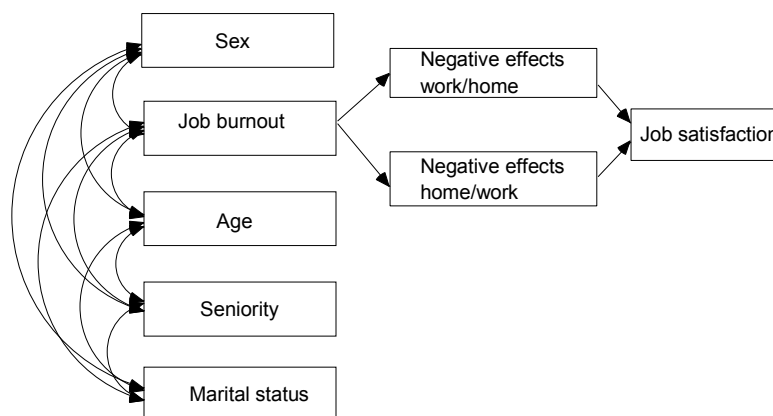 Sex
Job burnout
Age
Seniority
Marital status
Negative effects
work/home
Negative effects
home/work
Job satisfaction